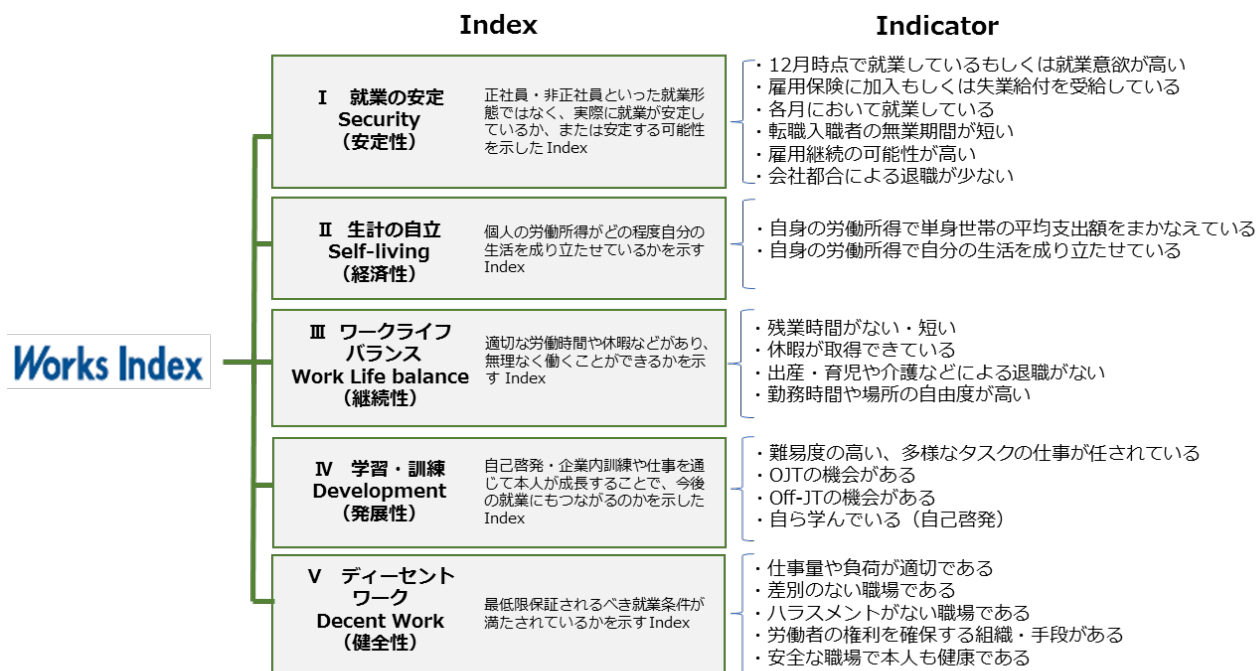 Index
Indicator
Works Index
Ⅰ 就業の安定
Security
（安定性）
正社員・非正社員といった就業形
態ではなく、実際に就業が安定し
ているか、または安定する可能性
を示した Index
・12月時点で就業しているもしくは就業意欲が高い
・雇用保険に加入もしくは失業給付を受給している
・各月において就業している
・転職入職者の無業期間が短い
・雇用継続の可能性が高い
・会社都合による退職が少ない
Ⅱ 生計の自立
Self-living
（経済性）
個人の労働所得がどの程度自分の
生活を成り立たせているかを示す
Index
・自身の労働所得で単身世帯の平均支出額をまかなえている
・自身の労働所得で自分の生活を成り立たせている
Ⅲ ワークライフ
バランス
Work Life balance
（継続性）
適切な労働時間や休暇などがあり、
無理なく働くことができるかを示
す Index
・残業時間がない・短い
・休暇が取得できている
・出産・育児や介護などによる退職がない
・勤務時間や場所の自由度が高い
Ⅳ 学習・訓練
Development
（発展性）
自己啓発・企業内訓練や仕事を通
じて本人が成長することで、今後
の就業にもつながるのかを示した
Index
・難易度の高い、多様なタスクの仕事が任されている
・OJTの機会がある
・Off-JTの機会がある
・自ら学んでいる（自己啓発）
Ⅴ ディーセント
ワーク
Decent Work
（健全性）
最低限保証されるべき就業条件が
満たされているかを示す Index
・仕事量や負荷が適切である
・差別のない職場である
・ハラスメントがない職場である
・労働者の権利を確保する組織・手段がある
・安全な職場で本人も健康である